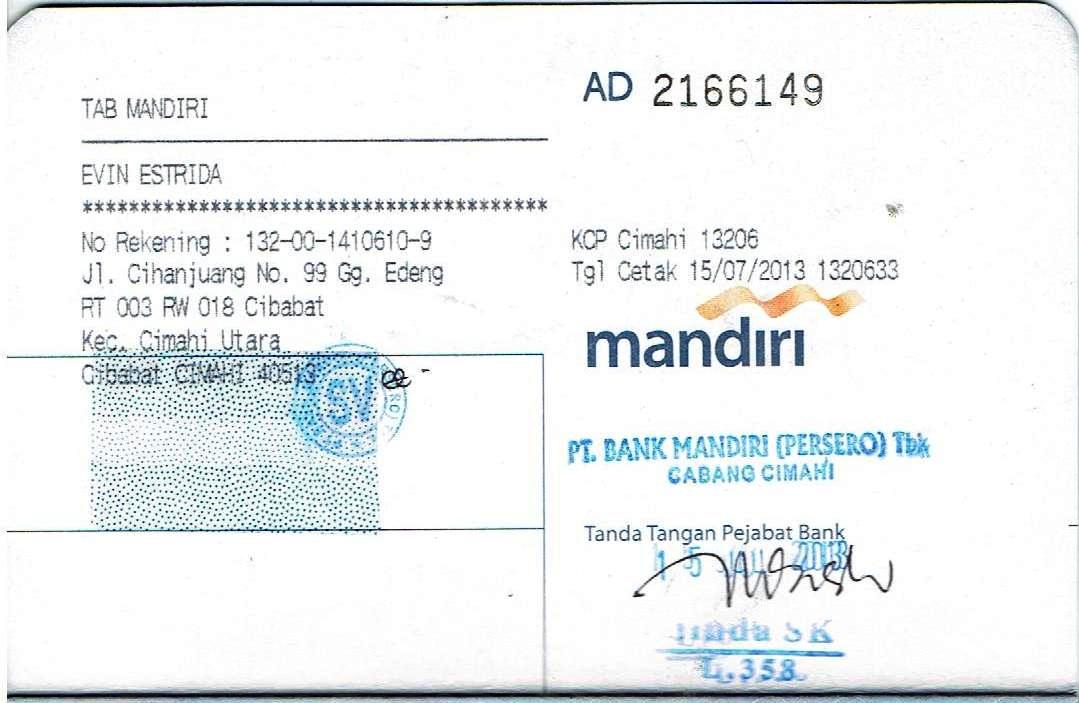 TAB MANDIRI
EVIN ESTRIDA
****************************************
No Rekening : 132-00-1410610-9
Jl. Cihanjuang No. 99 Gg. Edeng
RT 003 RW 018 Cibabat
Kec. Cimahi Utara
Cibabat CIMAHI 40513
SV
AD 2166149
KCP Cimahi 13206
Tgl Cetak 15/07/2013 1320633
mandiri
PT. BANK MANDIRI (PERSERO) Tbk
CABANG CIMAHI
Tanda Tangan Pejabat Bank
15 JUL 2013
SK
L.358.